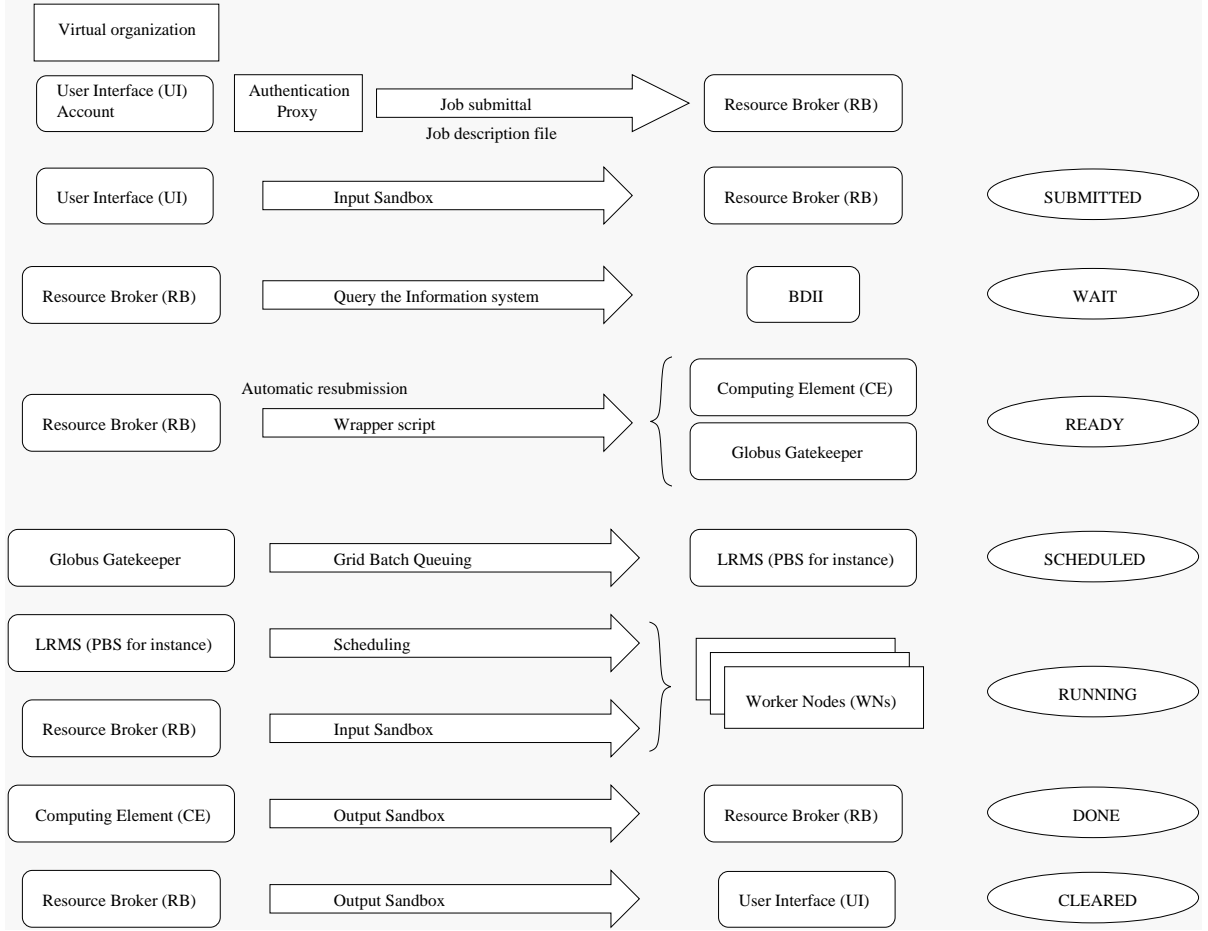 Virtual organization
User Interface (UI)
Account
Authentication
Proxy
Job submittal
Job description file
Resource Broker (RB)
User Interface (UI)
Input Sandbox
Resource Broker (RB)
SUBMITTED
Resource Broker (RB)
Query the Information system
BDII
WAIT
Automatic resubmission
Resource Broker (RB)
Wrapper script
Computing Element (CE)
Globus Gatekeeper
READY
Globus Gatekeeper
Grid Batch Queuing
LRMS (PBS for instance)
SCHEDULED
LRMS (PBS for instance)
Scheduling
Worker Nodes (WNs)
RUNNING
Resource Broker (RB)
Input Sandbox
Computing Element (CE)
Output Sandbox
Resource Broker (RB)
DONE
Resource Broker (RB)
Output Sandbox
User Interface (UI)
CLEARED